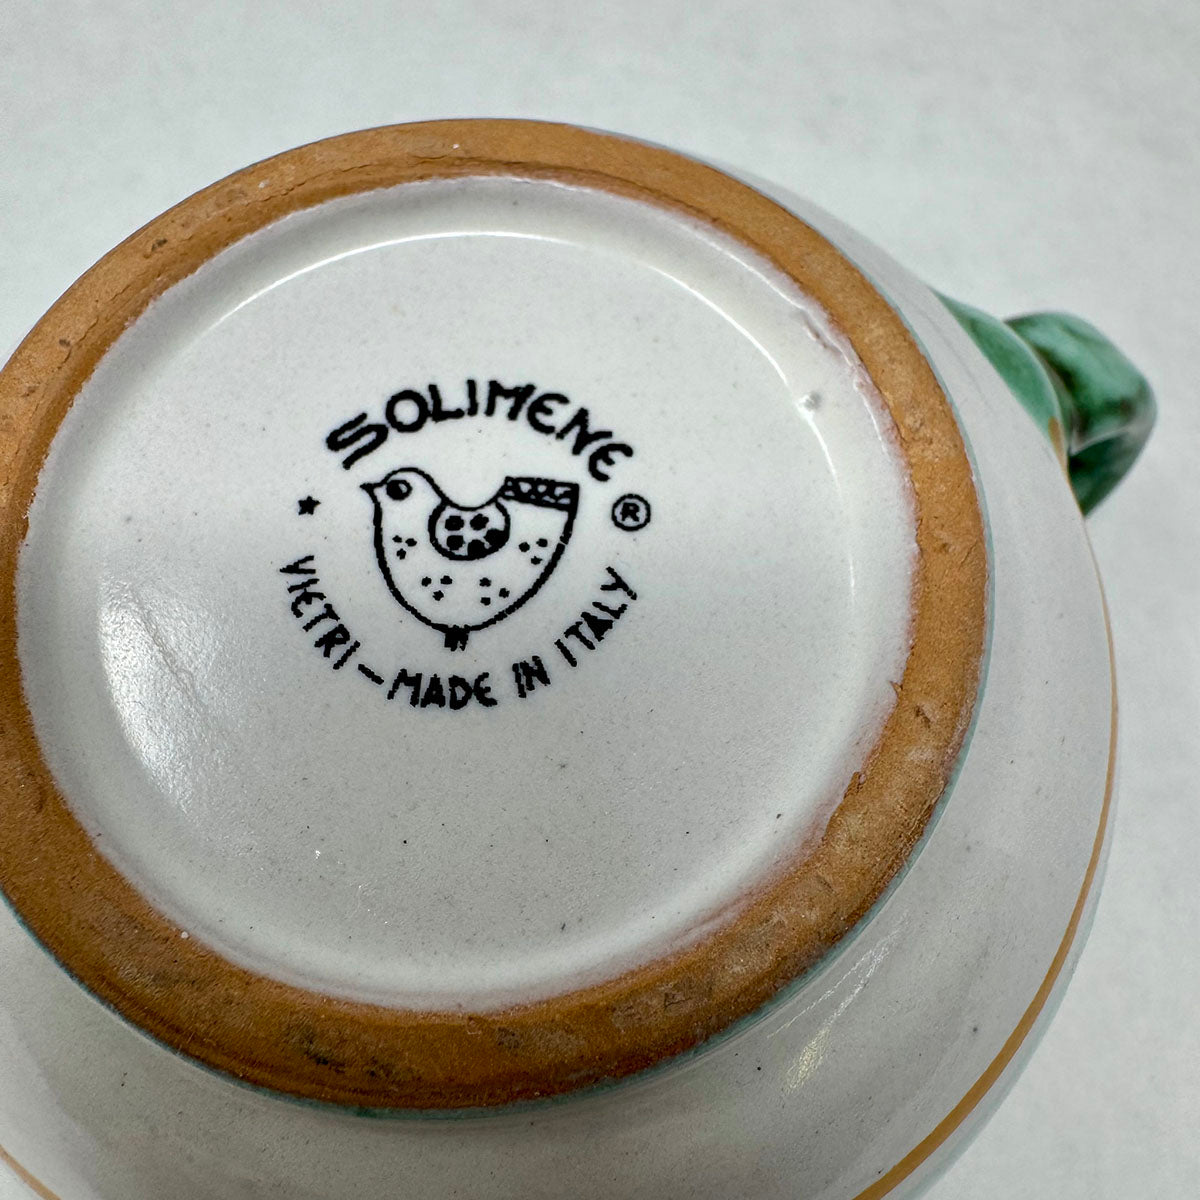 SOLIMENE
®
VIETRI - MADE IN ITALY